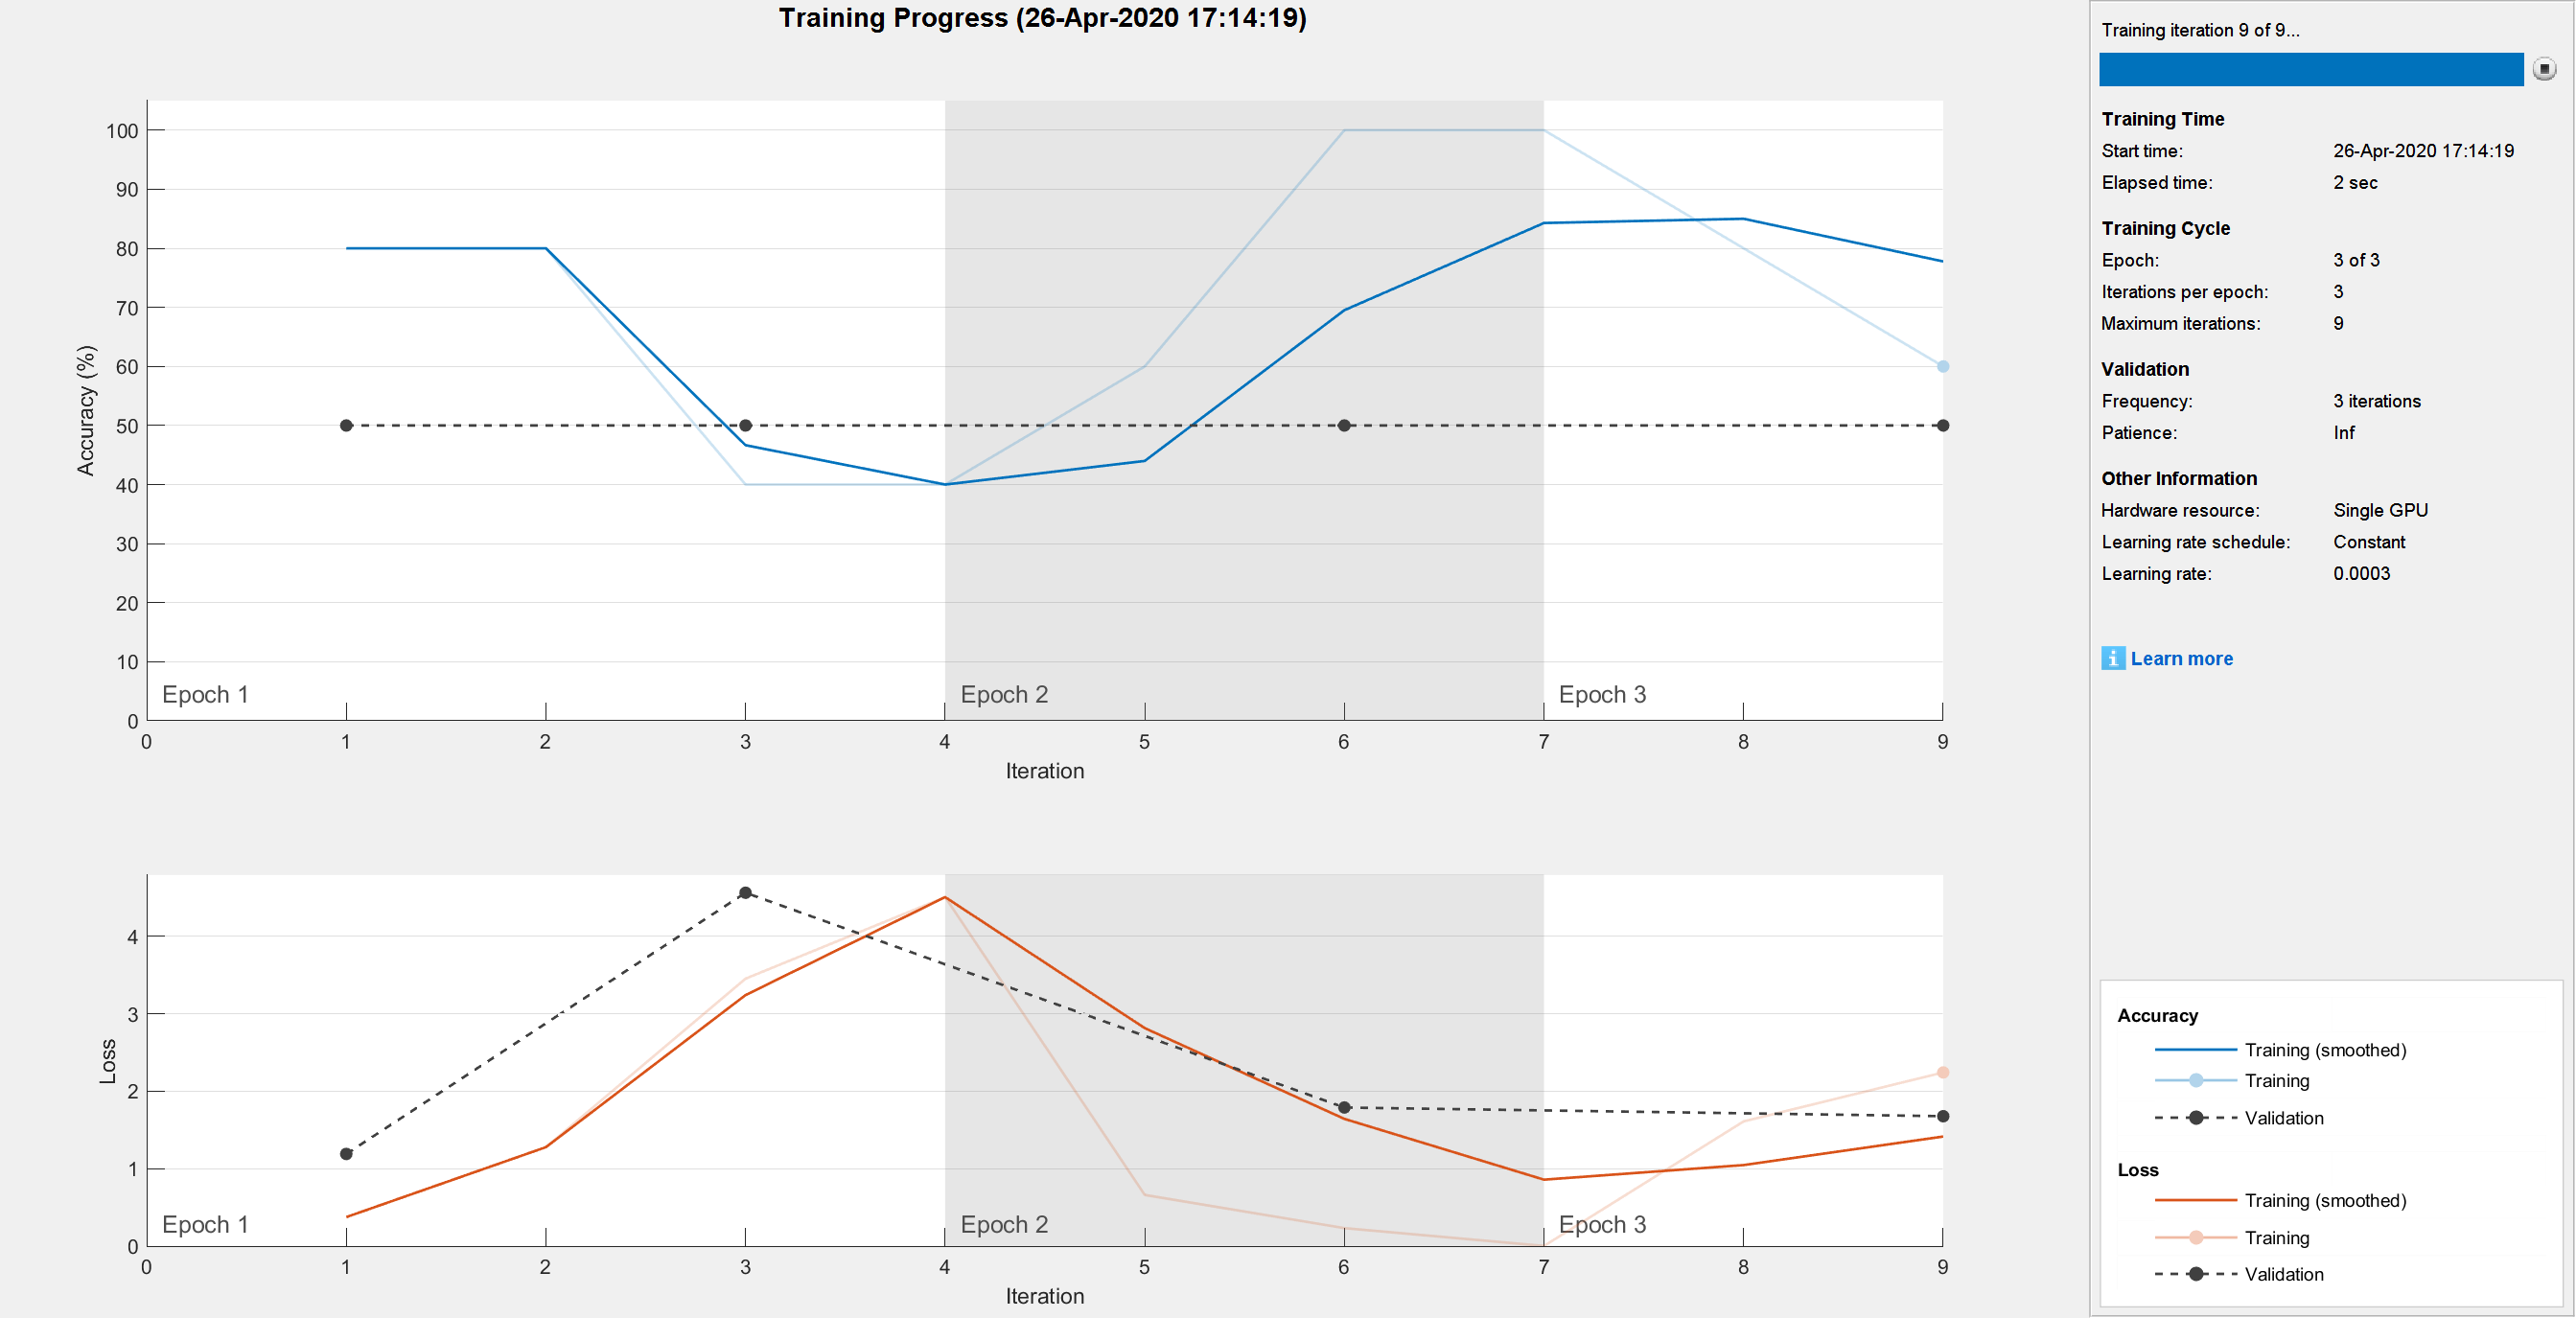 Training Progress (26-Apr-2020 17:14:19)
100
90
80
70
60
50
40
30
20
10
0
Accuracy (%)
Epoch 1
Epoch 2
Epoch 3
0 1 2 3 4 5 6 7 8 9
Iteration
4
3
2
1
0
Loss
Epoch 1
Epoch 2
Epoch 3
0 1 2 3 4 5 6 7 8 9
Iteration
Training iteration 9 of 9...
Training Time
Start time: 26-Apr-2020 17:14:19
Elapsed time: 2 sec
Training Cycle
Epoch: 3 of 3
Iterations per epoch: 3
Maximum iterations: 9
Validation
Frequency: 3 iterations
Patience: Inf
Other Information
Hardware resource: Single GPU
Learning rate schedule: Constant
Learning rate: 0.0003
i Learn more
Accuracy
Training (smoothed)
Training
Validation
Loss
Training (smoothed)
Training
Validation